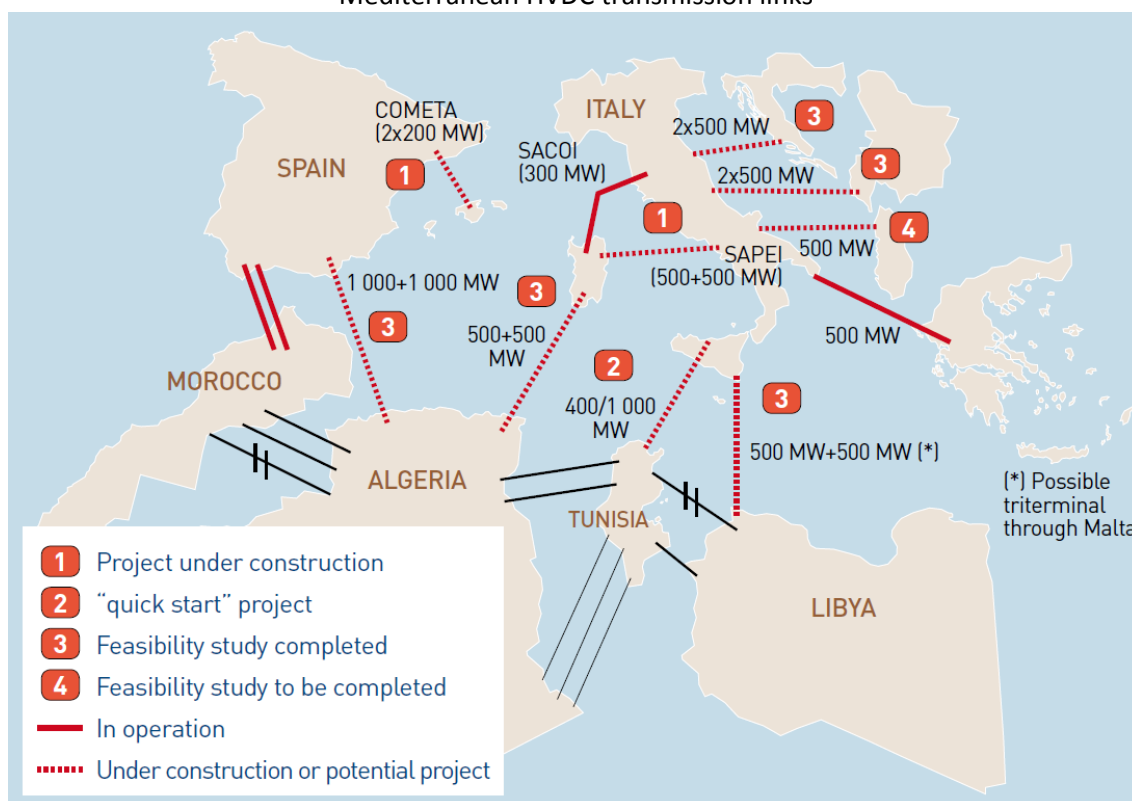 Mediterranean HVDC transmission links
COMETA
(2x200 MW)
ITALY
3
2x500 MW
SACOI
(300 MW)
SPAIN
1
3
2x500 MW
1
4
SAPEI
(500+500 MW)
500 MW
1 000+1 000 MW
3
3
500+500
MW
500 MW
MOROCCO
2
400/1 000
MW
3
500 MW+500 MW (*)
ALGERIA
(*) Possible
triterminal
through Malta
TUNISIA
LIBYA
1 Project under construction
2 “quick start” project
3 Feasibility study completed
4 Feasibility study to be completed
In operation
Under construction or potential project